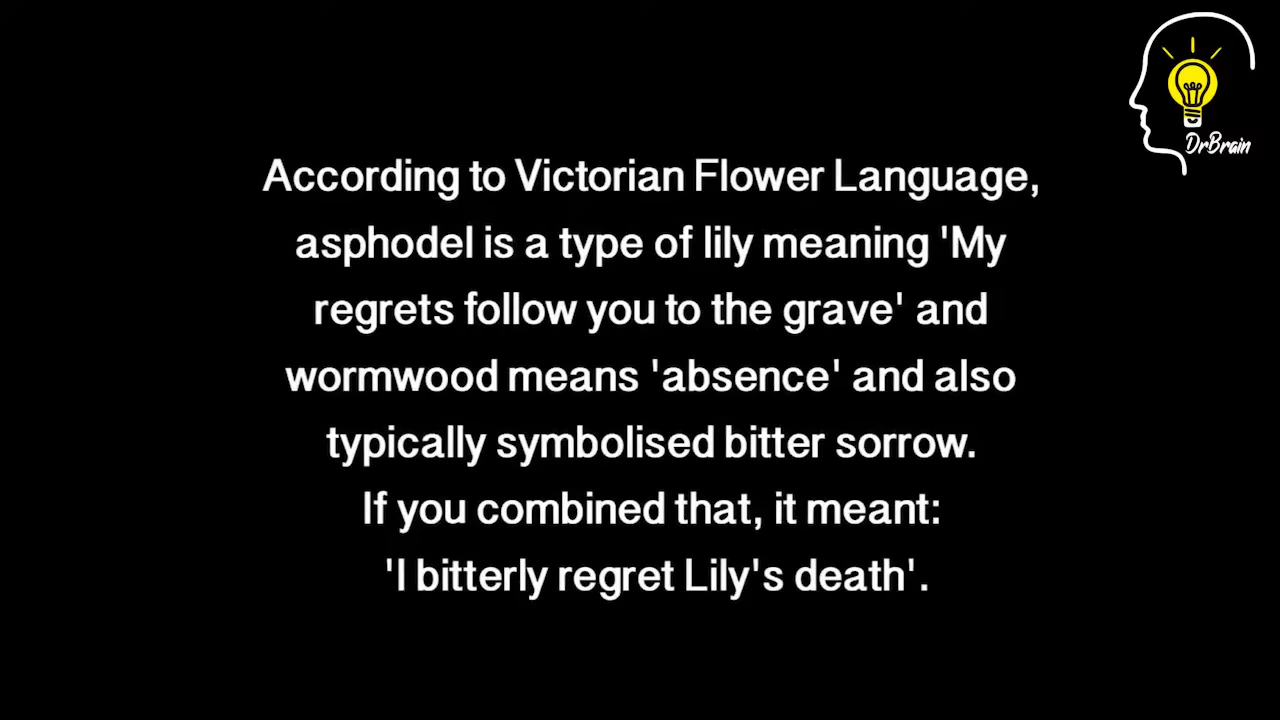 DrBrain
According to Victorian Flower Language,
asphodel is a type of lily meaning 'My
regrets follow you to the grave' and
wormwood means 'absence' and also
typically symbolised bitter sorrow.
If you combined that, it meant:
'I bitterly regret Lily's death'.